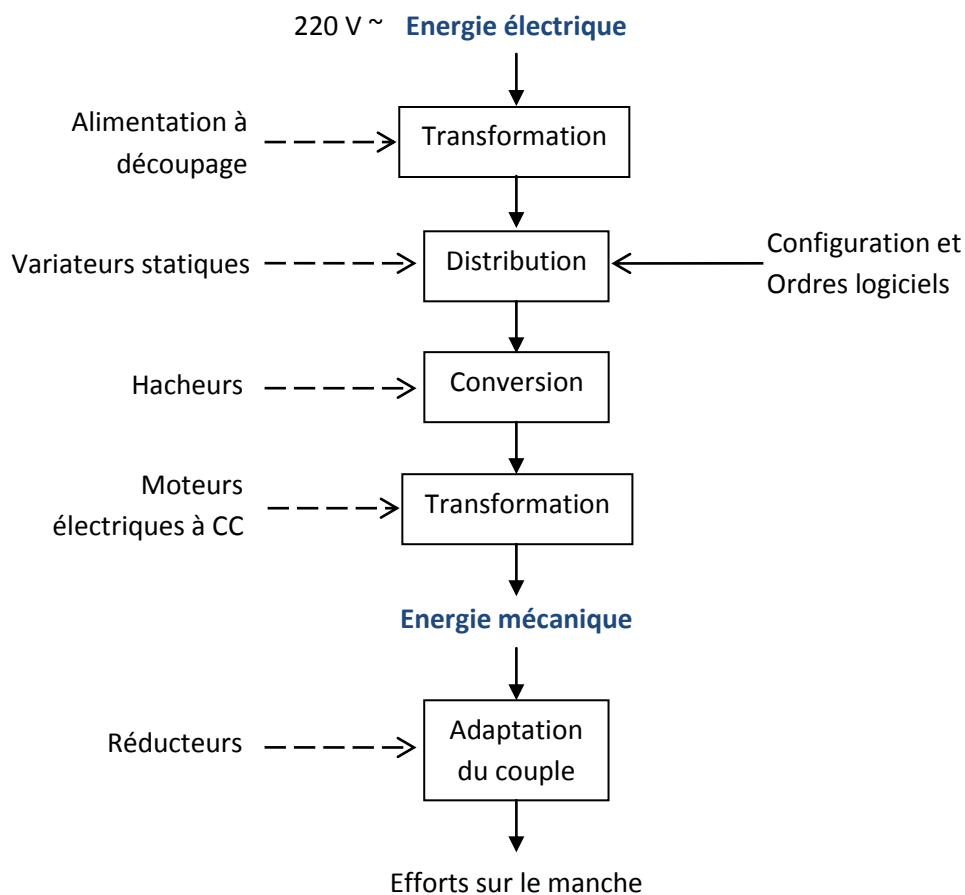 220 V ~ Energie électrique
Alimentation à
découpage
Transformation
Variateurs statiques
Distribution
Configuration et
Ordres logiciels
Hacheurs
Conversion
Moteurs
électriques à CC
Transformation
Energie mécanique
Réducteurs
Adaptation
du couple
Efforts sur le manche